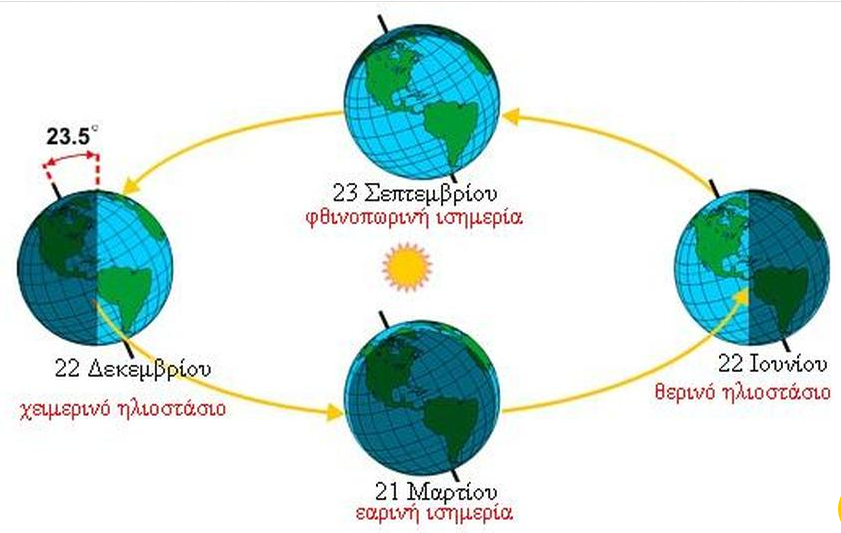 23.5°
23 Σεπτεμβρίου
φθινοπωρινή ισημερία
22 Δεκεμβρίου
χειμερινό ηλιοστάσιο
22 Ιουνίου
θερινό ηλιοστάσιο
21 Μαρτίου
εαρινή ισημερία